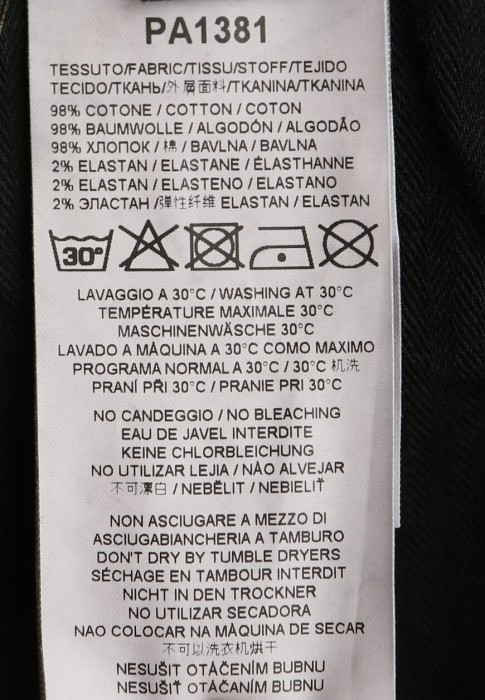 PA1381
TESSUTO/FABRIC/TISSU/STOFF/TEJIDO
TECIDO/ТКАНЬ/外層面料/TKANINA/TKANINA
98% COTONE / COTTON / COTON
98% BAUMWOLLE / ALGODÓN / ALGODÃO
98% ХЛОПОК / 棉 / BAVLNA / BAVLNA
2% ELASTAN / ELASTANE / ÉLASTHANNE
2% ELASTAN / ELASTENO / ELASTANO
2% ЭЛАСТАН /弹性纤维 ELASTAN / ELASTAN
30°
LAVAGGIO A 30°C / WASHING AT 30°C
TEMPÉRATURE MAXIMALE 30°C
MASCHINENWÄSCHE 30°C
LAVADO A MÀQUINA A 30°C COMO MAXIMO
PROGRAMA NORMAL A 30°C / 30°C 机洗
PRANÍ PŘI 30°C / PRANIE PRI 30°C
NO CANDEGGIO / NO BLEACHING
EAU DE JAVEL INTERDITE
KEINE CHLORBLEICHUNG
NO UTILIZAR LEJIA / NÀO ALVEJAR
不可漂白 / NEBĚLIT / NEBIELIŤ
NON ASCIUGARE A MEZZO DI
ASCIUGABIANCHERIA A TAMBURO
DON'T DRY BY TUMBLE DRYERS
SÉCHAGE EN TAMBOUR INTERDIT
NICHT IN DEN TROCKNER
NO UTILIZAR SECADORA
NAO COLOCAR NA MÀQUINA DE SECAR
不可以洗衣机烘干
NESUŠIT OTÁČENÍM BUBNU
NESUŠIŤ OTÁČANÍM BUBNU